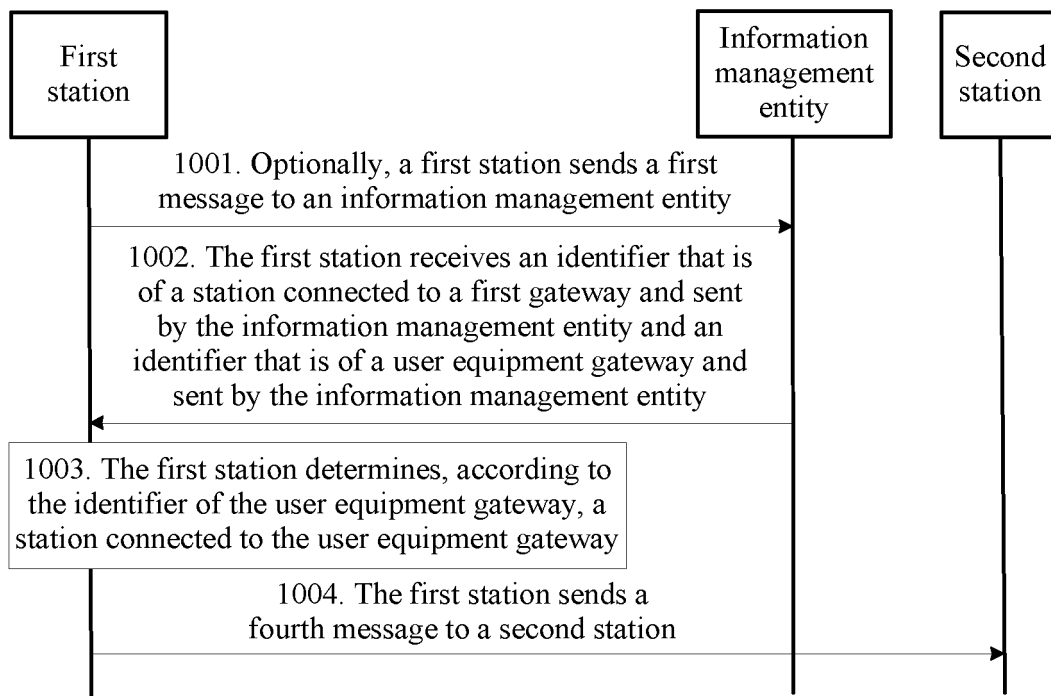 First
station
Information
management
entity
Second
station
1001. Optionally, a first station sends a first
message to an information management entity
1002. The first station receives an identifier that is
of a station connected to a first gateway and sent
by the information management entity and an
identifier that is of a user equipment gateway and
sent by the information management entity
1003. The first station determines, according to
the identifier of the user equipment gateway, a
station connected to the user equipment gateway
1004. The first station sends a
fourth message to a second station